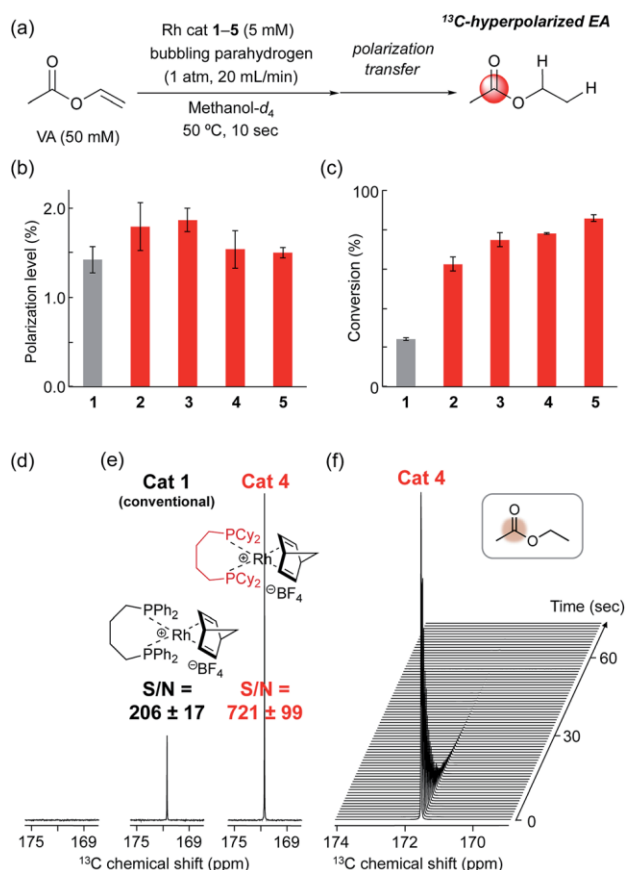 (a)
Rh cat 1–5 (5 mM)
bubbling parahydrogen
(1 atm, 20 mL/min)
Methanol-d4
50 ºC, 10 sec
polarization
transfer
¹³C-hyperpolarized EA
O
O
VA (50 mM)
O
O
H
H
(b)
Polarization level (%)
2.0
1.0
0.0
1 2 3 4 5
(c)
Conversion (%)
100
0
1 2 3 4 5
(d)
(e)
Cat 1
(conventional)
Cat 4
PCy₂
⊕
Rh
PCy₂
⊖BF₄
PPh₂
⊕
Rh
PPh₂
⊖BF₄
S/N =
206 ± 17
S/N =
721 ± 99
175 169
175 169
175 169
¹³C chemical shift (ppm)
(f)
Cat 4
O
O
Time (sec)
60
30
0
174 172 170
¹³C chemical shift (ppm)